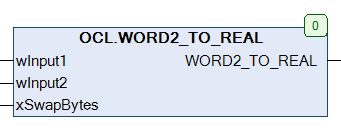 0
OCL.WORD2_TO_REAL
wInput1 WORD2_TO_REAL
wInput2
xSwapBytes